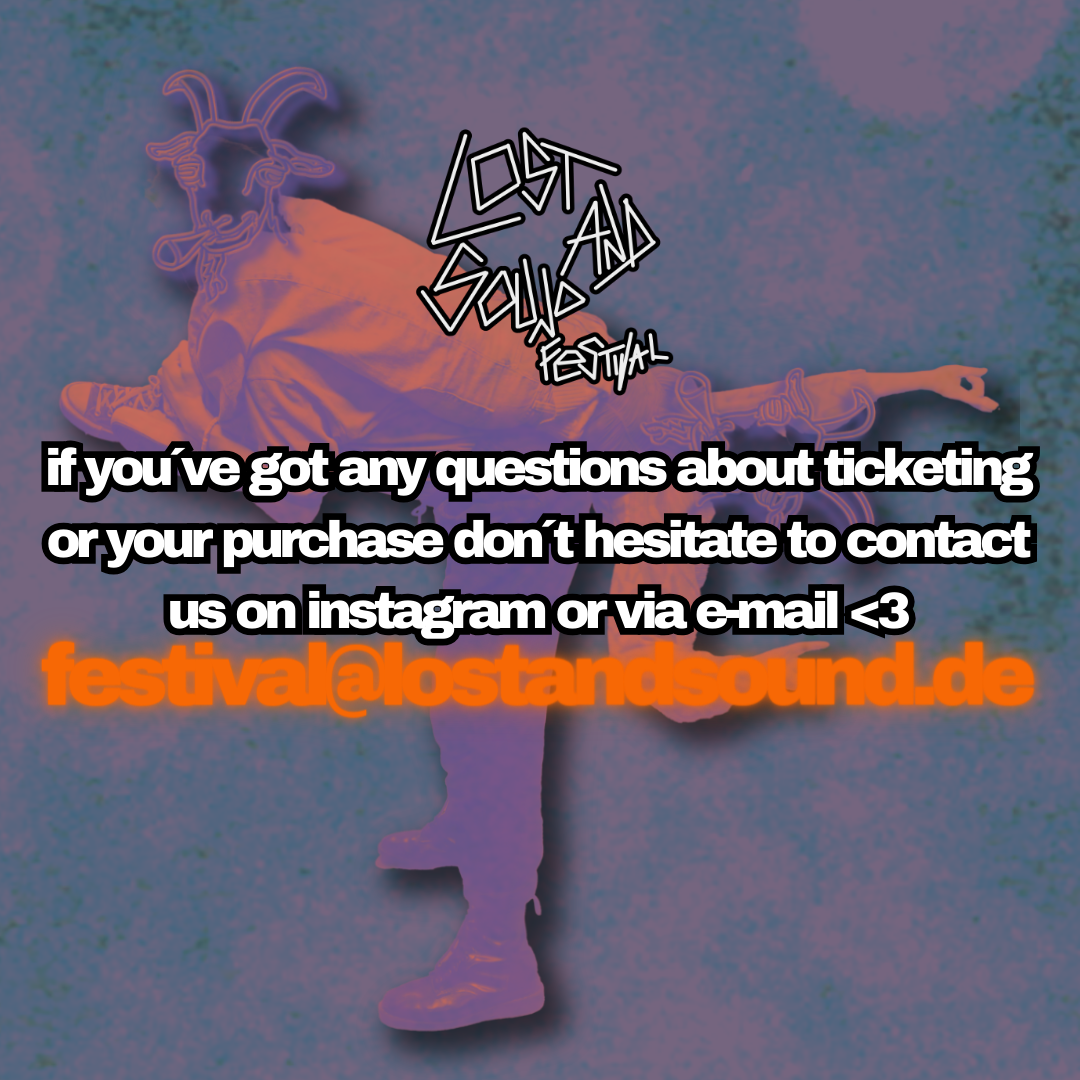 LOST
AND
SOUND
FESTIVAL
if you´ve got any questions about ticketing
or your purchase don´t hesitate to contact
us on instagram or via e-mail <3
festival@lostandsound.de